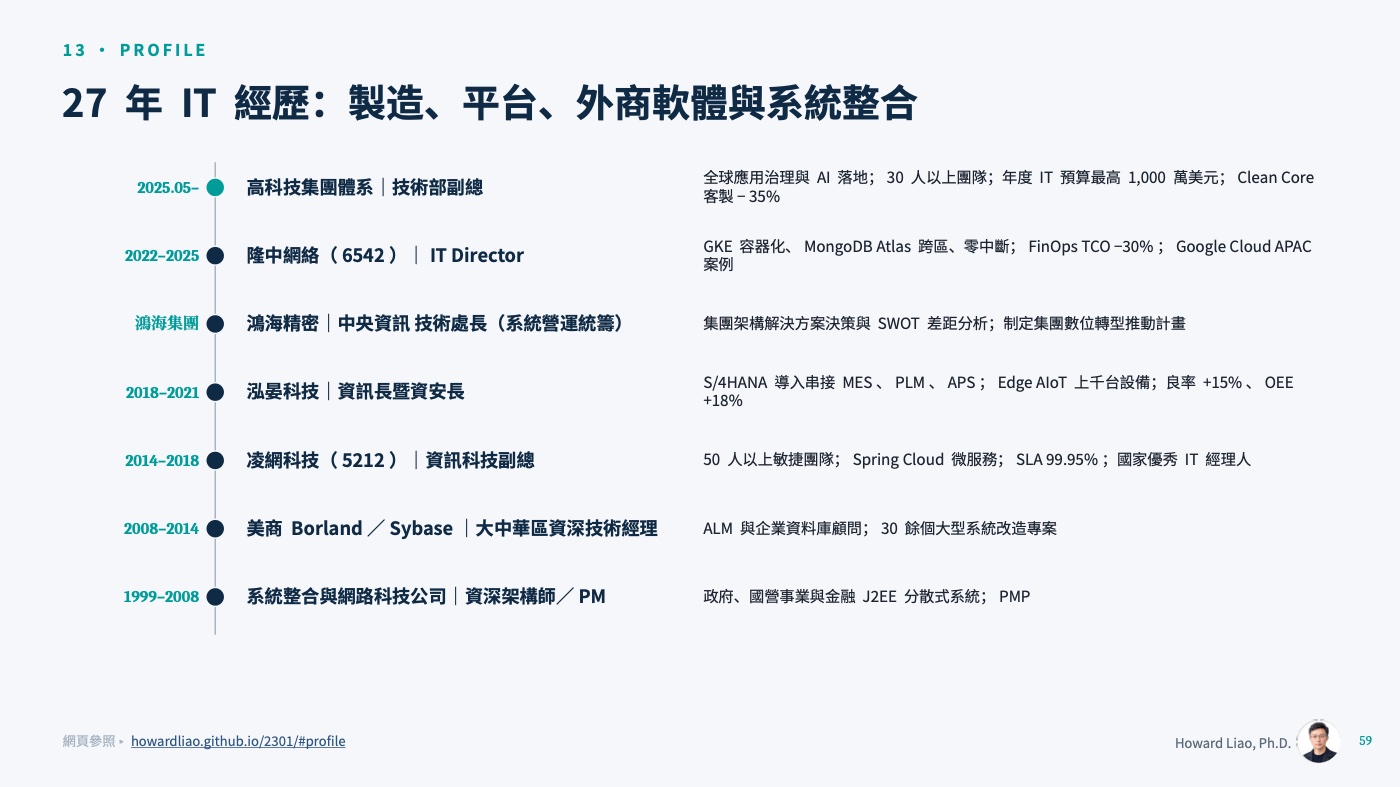 13 · PROFILE
27 年 IT 經歷：製造、平台、外商軟體與系統整合
2025.05–
高科技集團體系｜技術部副總
全球應用治理與 AI 落地；30 人以上團隊；年度 IT 預算最高 1,000 萬美元；Clean Core
客製 −35%
2022–2025
隆中網絡（6542）｜IT Director
GKE 容器化、MongoDB Atlas 跨區、零中斷；FinOps TCO −30%；Google Cloud APAC
案例
鴻海集團
鴻海精密｜中央資訊 技術處長（系統營運統籌）
集團架構解決方案決策與 SWOT 差距分析；制定集團數位轉型推動計畫
2018–2021
泓晏科技｜資訊長暨資安長
S/4HANA 導入串接 MES、PLM、APS；Edge AIoT 上千台設備；良率 +15%、OEE
+18%
2014–2018
凌網科技（5212）｜資訊科技副總
50 人以上敏捷團隊；Spring Cloud 微服務；SLA 99.95%；國家優秀 IT 經理人
2008–2014
美商 Borland ／ Sybase｜大中華區資深技術經理
ALM 與企業資料庫顧問；30 餘個大型系統改造專案
1999–2008
系統整合與網路科技公司｜資深架構師／PM
政府、國營事業與金融 J2EE 分散式系統；PMP
網頁參照 ▸ howardliao.github.io/2301/#profile
Howard Liao, Ph.D.
59